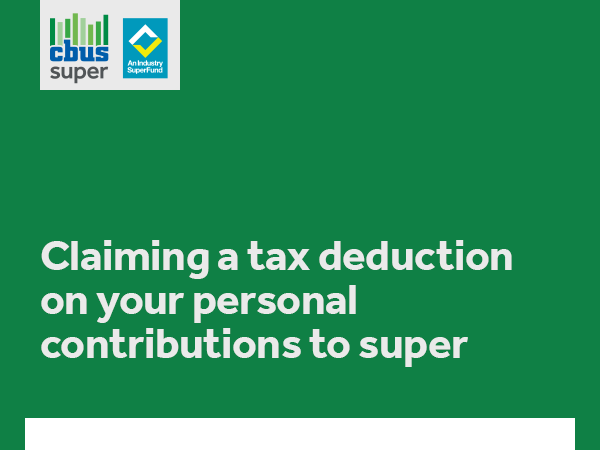 cbus
super
An Industry
SuperFund
Claiming a tax deduction
on your personal
contributions to super